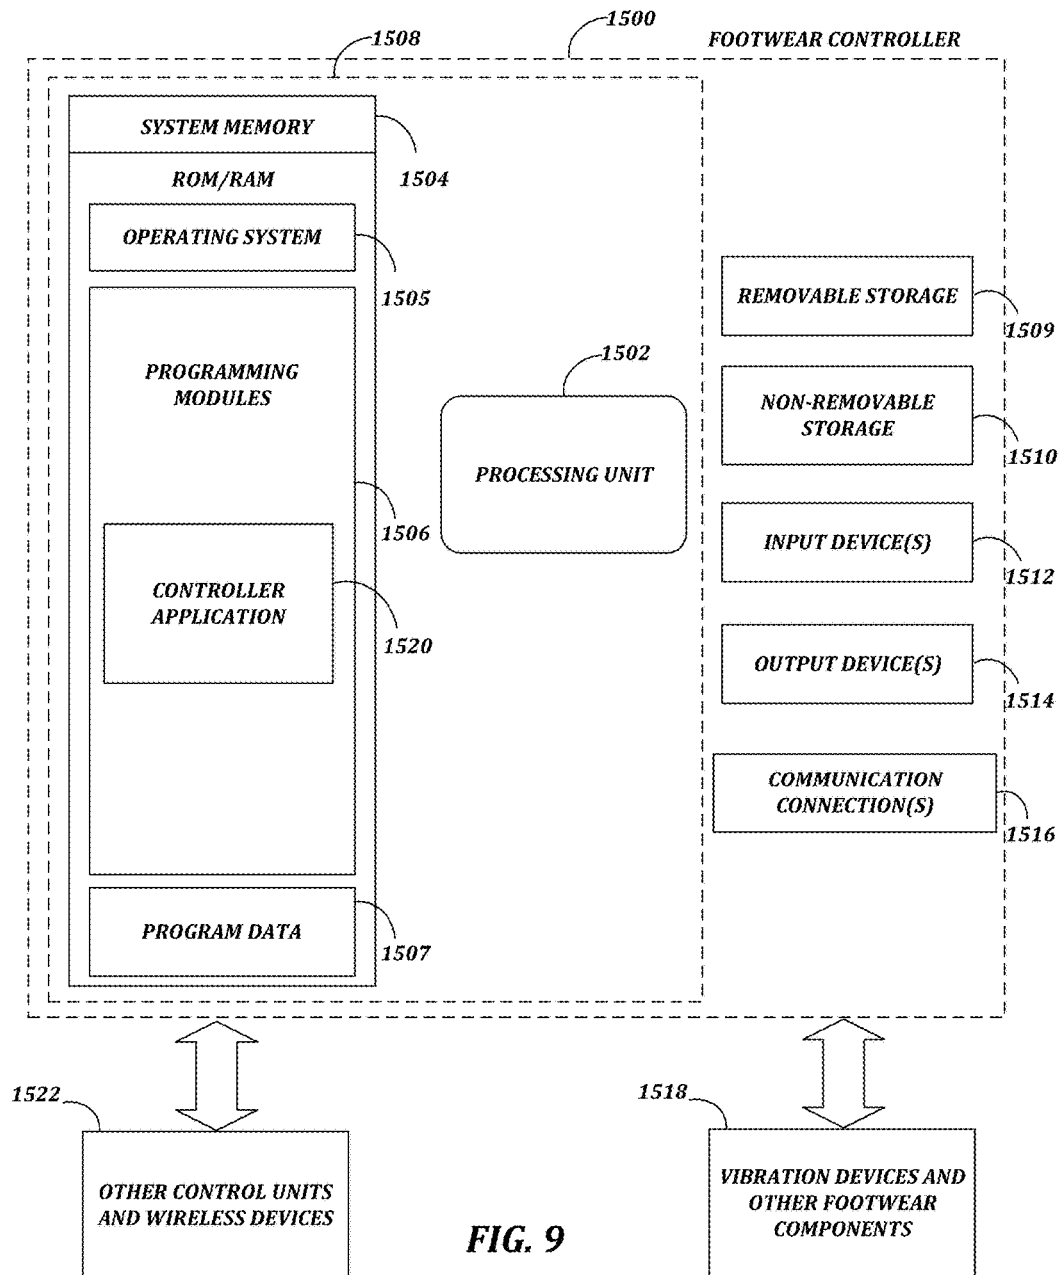 1500
1508
FOOTWEAR CONTROLLER
SYSTEM MEMORY
1504
ROM/RAM
OPERATING SYSTEM
1505
REMOVABLE STORAGE
1509
PROGRAMMING
MODULES
1502
NON-REMOVABLE
STORAGE
1510
PROCESSING UNIT
1506
INPUT DEVICE(S)
1512
CONTROLLER
APPLICATION
1520
OUTPUT DEVICE(S)
1514
COMMUNICATION
CONNECTION(S)
1516
PROGRAM DATA
1507
1522
1518
OTHER CONTROL UNITS
AND WIRELESS DEVICES
VIBRATION DEVICES AND
OTHER FOOTWEAR
COMPONENTS
FIG. 9